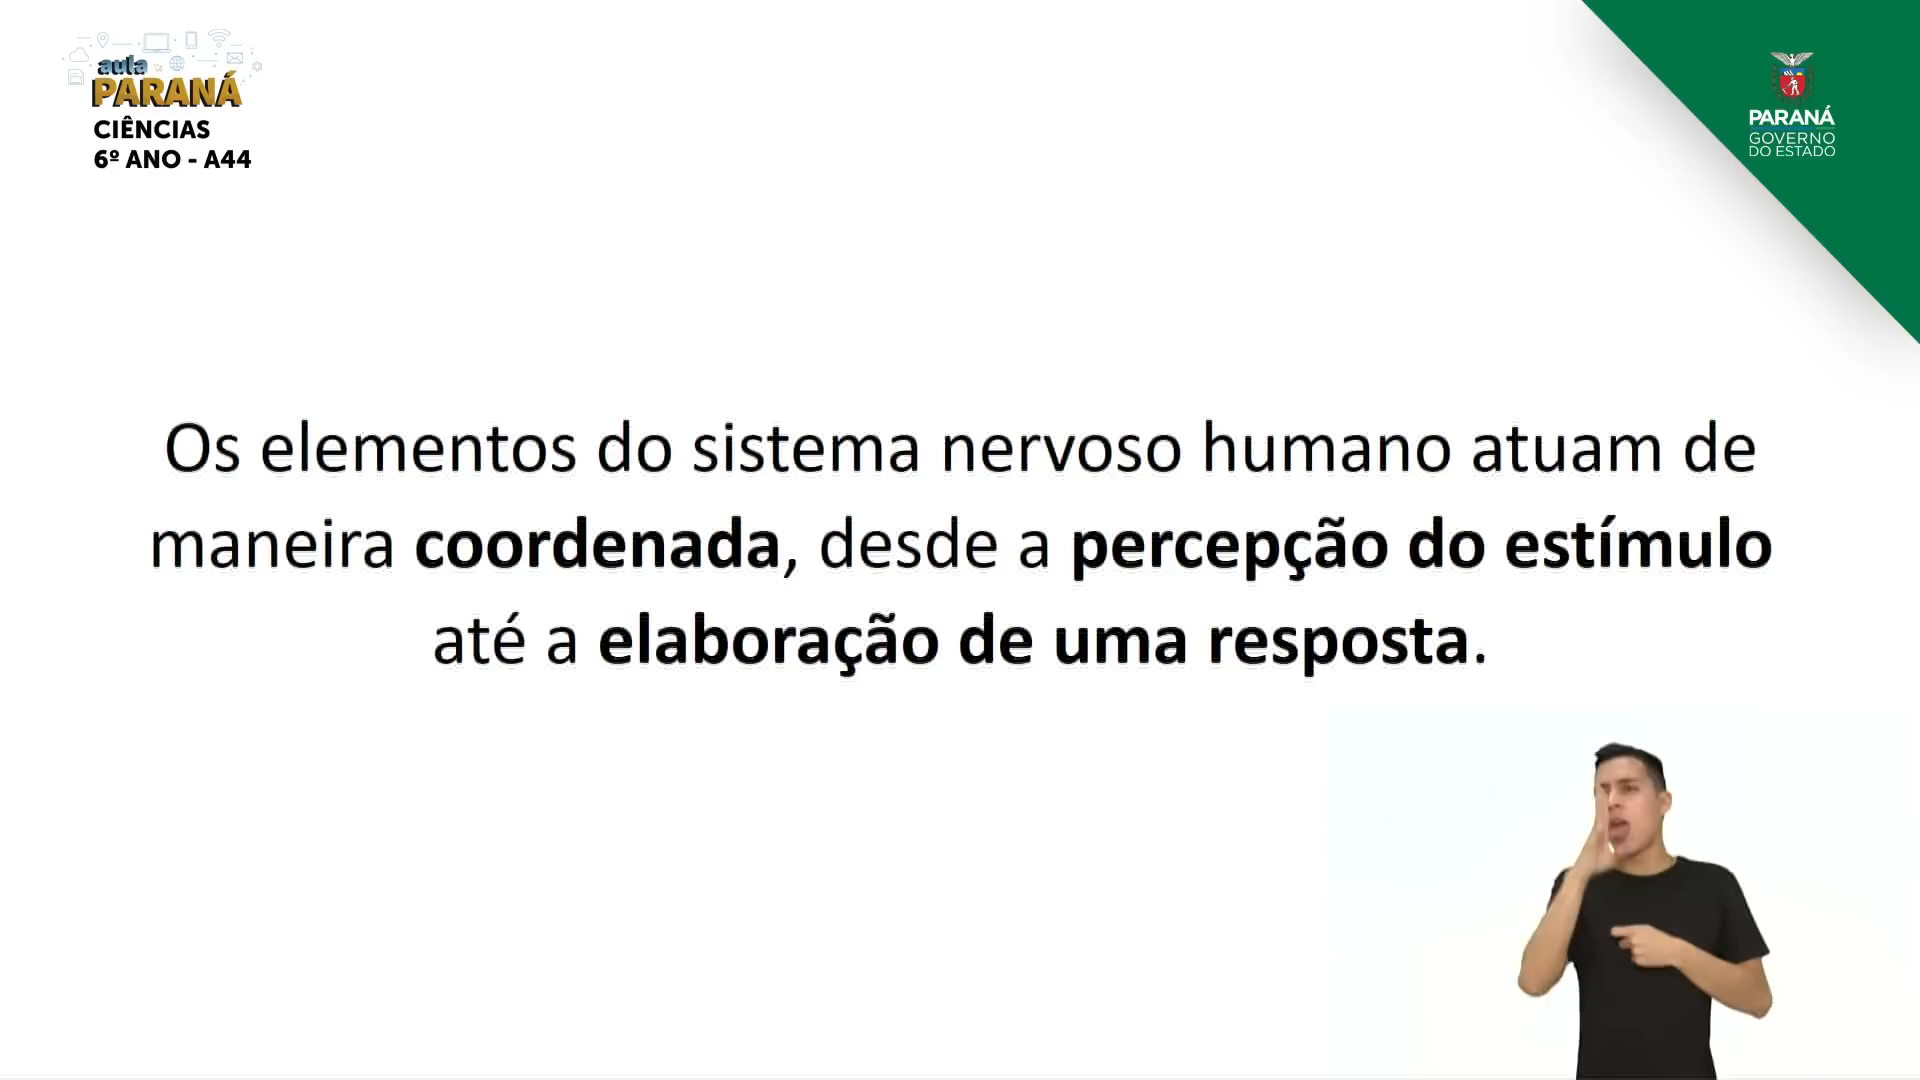 aula
PARANÁ
CIÊNCIAS
6º ANO - A44
PARANÁ
GOVERNO
DO ESTADO
Os elementos do sistema nervoso humano atuam de
maneira coordenada, desde a percepção do estímulo
até a elaboração de uma resposta.